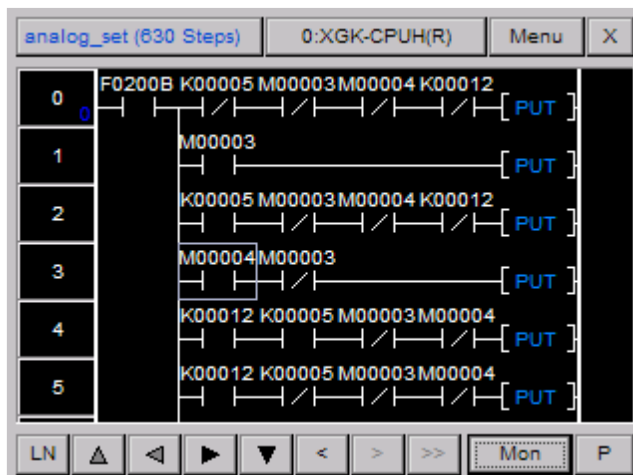 analog_set (630 Steps) 0:XGK-CPUH(R) Menu X
0 0 F0200B K00005 M00003 M00004 K00012
PUT
1 M00003
PUT
2 K00005 M00003 M00004 K00012
PUT
3 M00004 M00003
PUT
4 K00012 K00005 M00003 M00004
PUT
5 K00012 K00005 M00003 M00004
PUT
LN < > >> Mon P